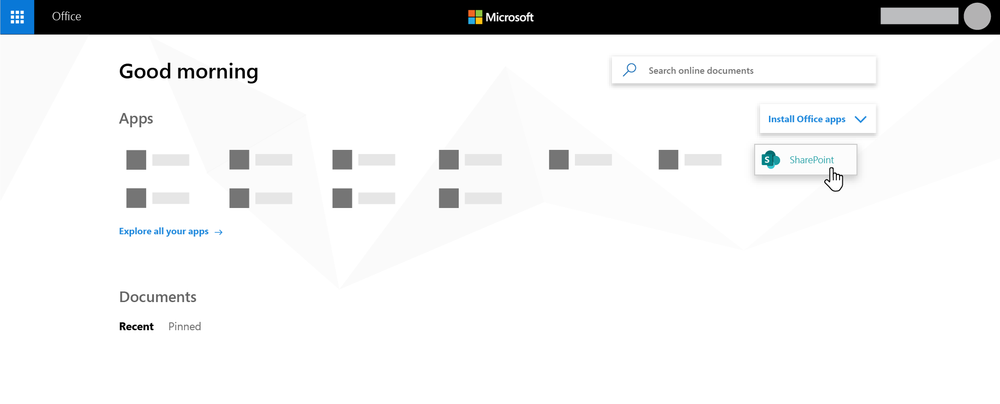 Office
Microsoft
Good morning
Search online documents
Apps
Install Office apps
S SharePoint
Explore all your apps →
Documents
Recent Pinned